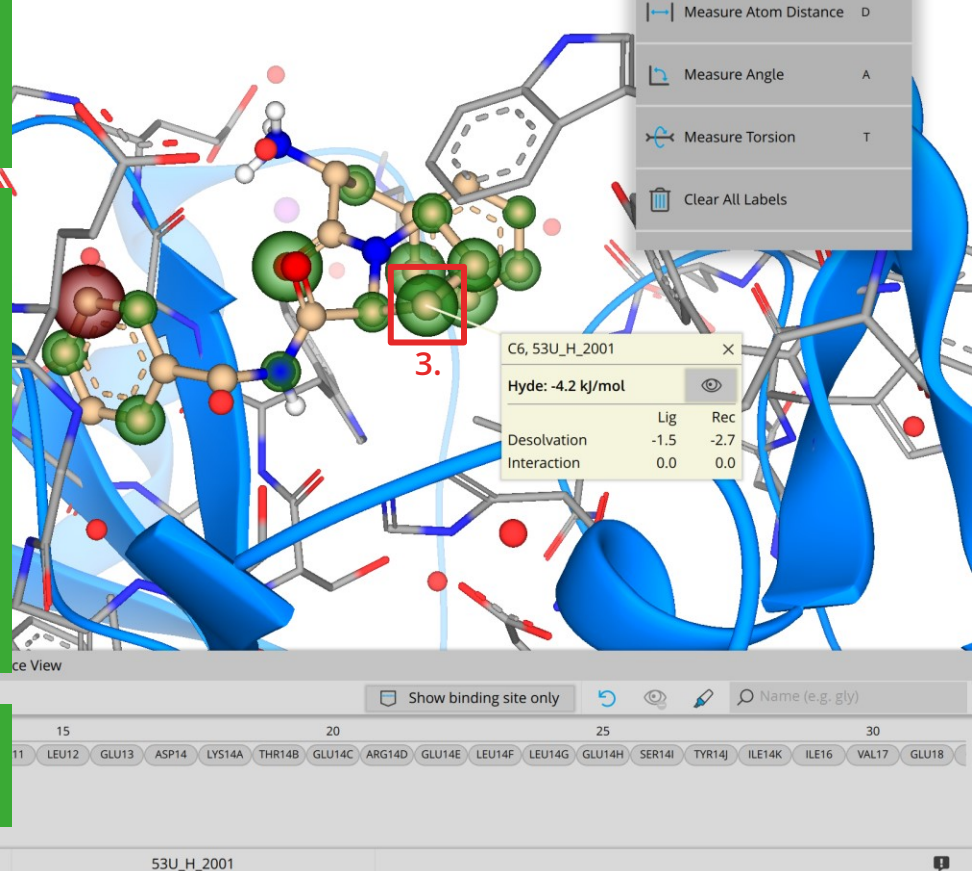 Measure Atom Distance D
Measure Angle A
Measure Torsion T
Clear All Labels
3.
C6, 53U_H_2001 ×
Hyde: -4.2 kJ/mol
Lig Rec
Desolvation -1.5 -2.7
Interaction 0.0 0.0
ce View
Show binding site only Name (e.g. gly)
15 20 25 30
11 LEU12 GLU13 ASP14 LYS14A THR14B GLU14C ARG14D GLU14E LEU14F LEU14G GLU14H SER14I TYR14J ILE14K ILE16 VAL17 GLU18
53U_H_2001